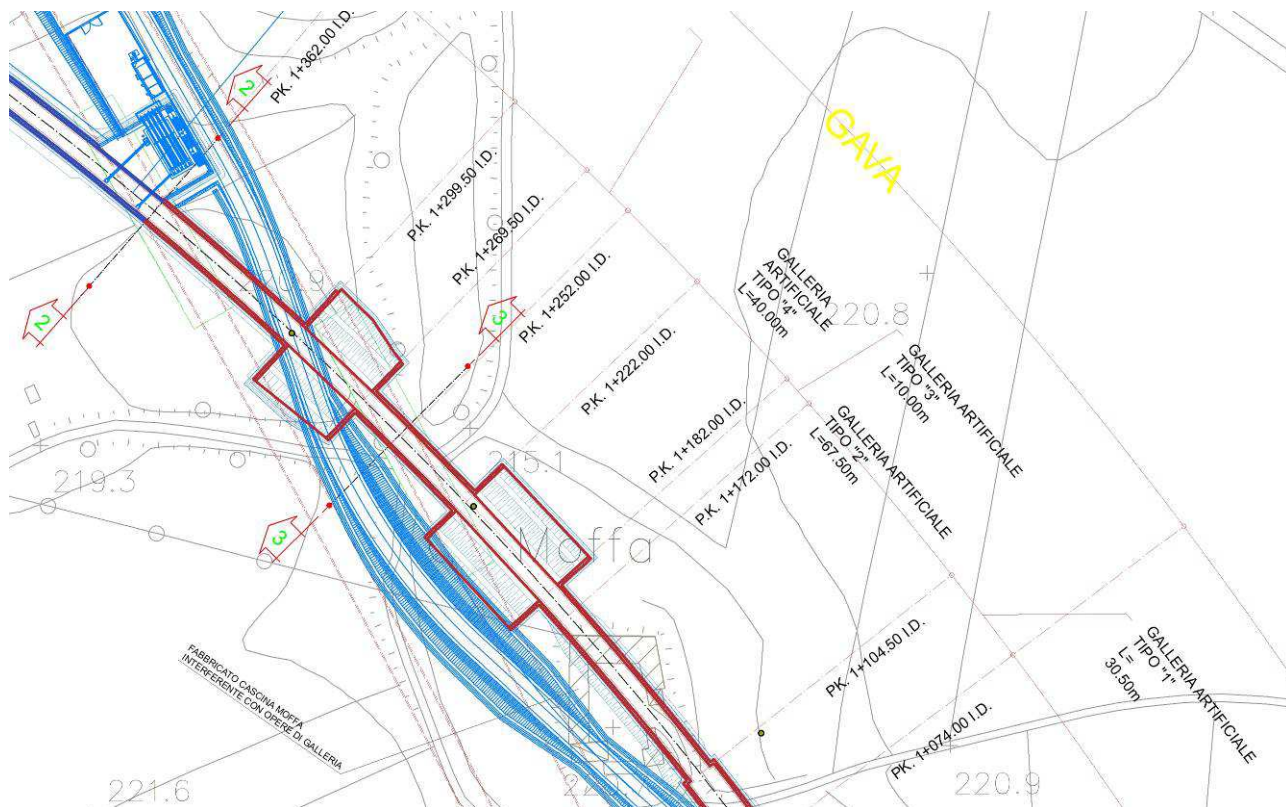 PK. 1+362.00 I.D.
2
P.K. 1+299.50 I.D.
P.K. 1+269.50 I.D.
P.K. 1+252.00 I.D.
P.K. 1+222.00 I.D.
P.K. 1+182.00 I.D.
P.K. 1+172.00 I.D.
PK. 1+104.50 I.D.
PK. 1+074.00 I.D.
GAVA
GALLERIA
ARTIFICIALE
TIPO "4"
L=40.00m
220.8
GALLERIA ARTIFICIALE
TIPO "3"
L=10.00m
GALLERIA ARTIFICIALE
TIPO "2"
L=67.50m
GALLERIA ARTIFICIALE
TIPO "1"
L=
30.50m
2
3
3
219.3
215.1
Moffa
FABBRICATO CASCINA MOFFA
INTERFERENTE CON OPERE DI GALLERIA
221.6
220.9